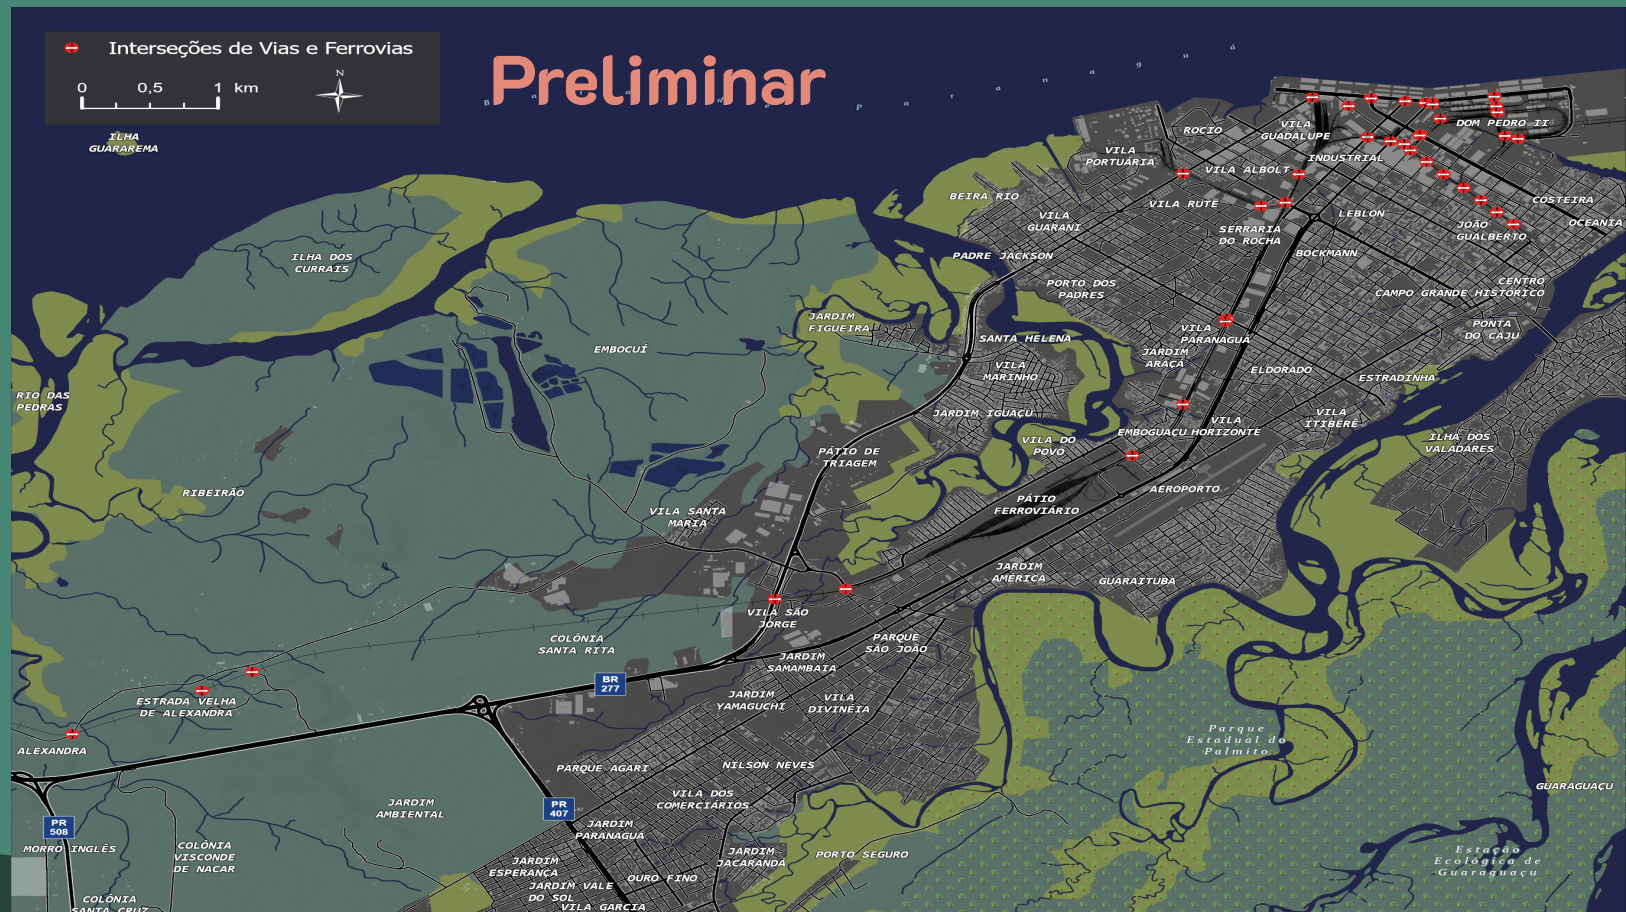 Interseções de Vias e Ferrovias
0 0,5 1 km
N
Preliminar
B a d e P a r a n a g u á
ILHA
GUARAREMA
DOM PEDRO II
ROCIO
VILA
GUADALUPE
VILA
PORTUÁRIA
INDUSTRIAL
VILA ALBOLT
BEIRA RIO
COSTEIRA
VILA RUTE
LEBLON
VILA
GUARANI
OCEANIA
SERRARIA
DO ROCHA
JOÃO
GUALBERTO
PADRE JACKSON
BOCKMANN
ILHA DOS
CURRAIS
PORTO DOS
PADRES
CENTRO
HISTÓRICO
CAMPO GRANDE
JARDIM
FIGUEIRA
VILA
PARANAGUÁ
PONTA
DO CAJU
SANTA HELENA
EMBOCUÍ
JARDIM
ARAÇÁ
VILA
MARINHO
ELDORADO
ESTRADINHA
RIO DAS
PEDRAS
JARDIM IGUAÇU
VILA
ITIBERÊ
VILA
HORIZONTE
EMBOGUAÇU
VILA DO
POVO
ILHA DOS
VALADARES
PÁTIO DE
TRIAGEM
RIBEIRÃO
AEROPORTO
PÁTIO
FERROVIÁRIO
VILA SANTA
MARIA
JARDIM
AMÉRICA
GUARAITUBA
VILA SÃO
JORGE
COLÔNIA
SANTA RITA
PARQUE
SÃO JOÃO
JARDIM
SAMAMBAIA
BR
277
ESTRADA VELHA
DE ALEXANDRA
JARDIM
YAMAGUCHI
VILA
DIVINÉIA
Parque
Estadual do
Palmito
ALEXANDRA
PARQUE AGARI
NILSON NEVES
GUARAGUAÇU
VILA DOS
COMERCIÁRIOS
JARDIM
AMBIENTAL
PR
407
PR
508
JARDIM
PARANAGUÁ
MORRO INGLÊS
COLÔNIA
VISCONDE
DE NACAR
JARDIM
JACARANDÁ
PORTO SEGURO
Estação
Ecológica de
Guaraguaçu
JARDIM
ESPERANÇA
OURO FINO
JARDIM VALE
DO SOL
VILA GARCIA
COLÔNIA
SANTA CRUZ